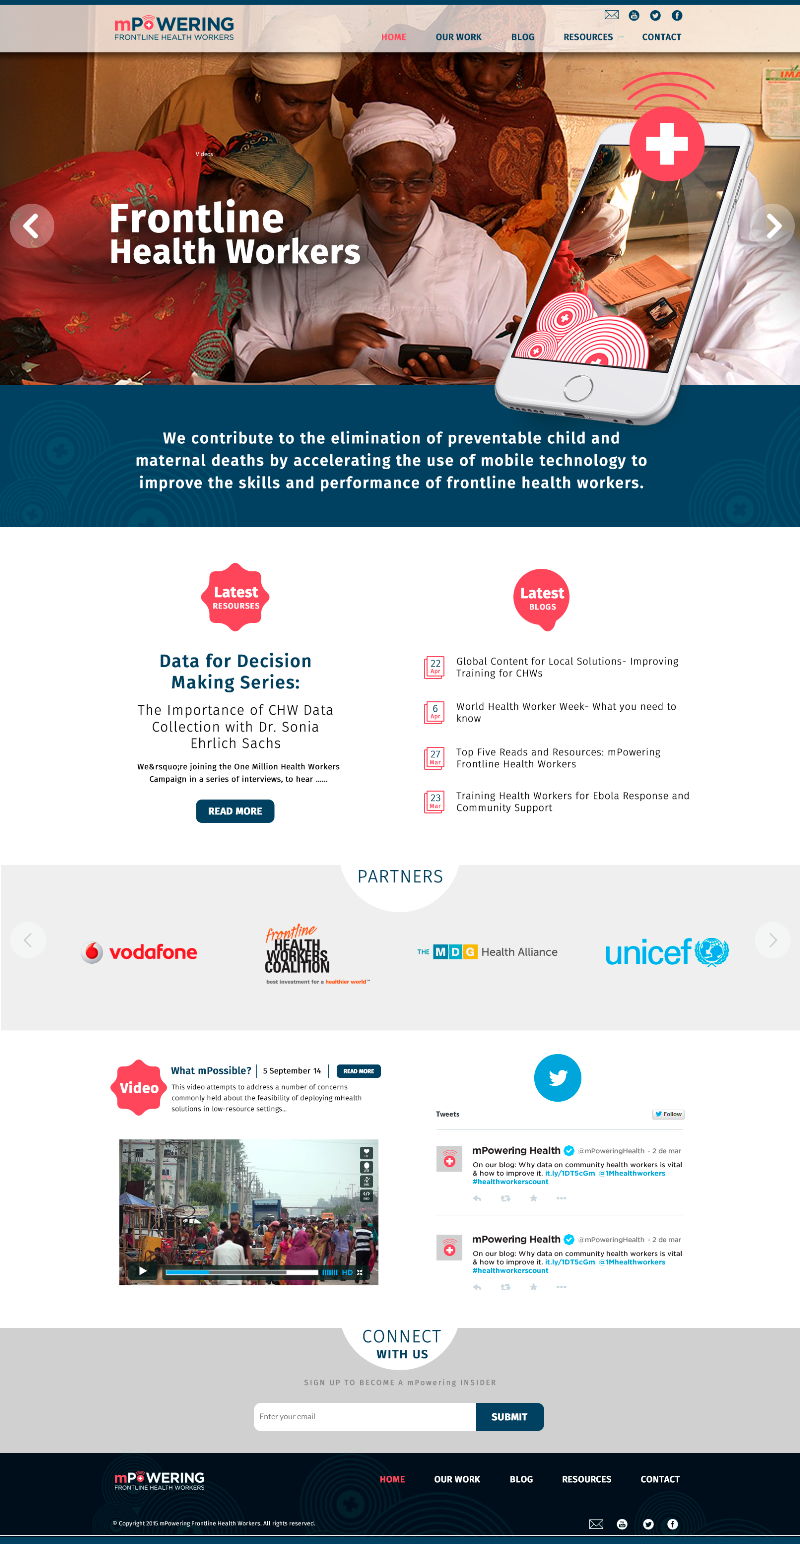 mPOWERING
FRONTLINE HEALTH WORKERS
HOME
OUR WORK
BLOG
RESOURCES
CONTACT
IMA
Videos
Frontline
Health Workers
We contribute to the elimination of preventable child and
maternal deaths by accelerating the use of mobile technology to
improve the skills and performance of frontline health workers.
Latest
RESOURSES
Data for Decision
Making Series:
The Importance of CHW Data
Collection with Dr. Sonia
Ehrlich Sachs
We&rsquo;re joining the One Million Health Workers
Campaign in a series of interviews, to hear ......
READ MORE
Latest
BLOGS
22
Apr
Global Content for Local Solutions- Improving
Training for CHWs
6
Apr
World Health Worker Week- What you need to
know
27
Mar
Top Five Reads and Resources: mPowering
Frontline Health Workers
23
Mar
Training Health Workers for Ebola Response and
Community Support
PARTNERS
vodafone
frontline
HEALTH
WORKERS
COALITION
best investment for a healthier world™
THE MDG Health Alliance
unicef
Video
What mPossible?
5 September 14
READ MORE
This video attempts to address a number of concerns
commonly held about the feasibility of deploying mHealth
solutions in low-resource settings...
HD
Tweets
Follow
mPowering Health @mPoweringHealth - 2 de mar
On our blog: Why data on community health workers is vital
& how to improve it. it.ly/1DT5cGm @1Mhealthworkers
#healthworkerscount
mPowering Health @mPoweringHealth - 2 de mar
On our blog: Why data on community health workers is vital
& how to improve it. it.ly/1DT5cGm @1Mhealthworkers
#healthworkerscount
CONNECT
WITH US
SIGN UP TO BECOME A mPowering INSIDER
Enter your email
SUBMIT
mPOWERING
FRONTLINE HEALTH WORKERS
HOME
OUR WORK
BLOG
RESOURCES
CONTACT
© Copyright 2015 mPowering Frontline Health Workers. All rights reserved.